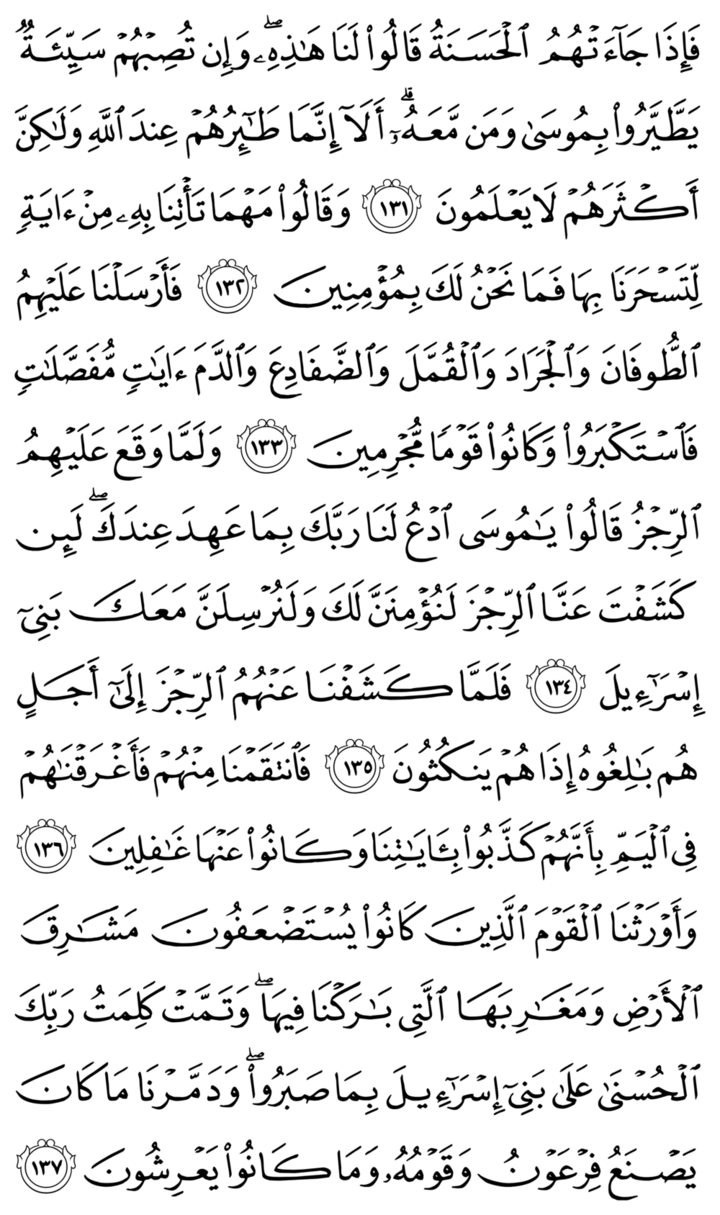 فَإِذَا جَآءَتْهُمُ ٱلْحَسَنَةُ قَالُوا۟ لَنَا هَـٰذِهِۦ ۖ وَإِن تُصِبْهُمْ سَيِّئَةٌ
يَطَّيَّرُوا۟ بِمُوسَىٰ وَمَن مَّعَهُۥٓ ۗ أَلَآ إِنَّمَا طَـٰٓئِرُهُمْ عِندَ ٱللَّهِ وَلَـٰكِنَّ
أَكْثَرَهُمْ لَا يَعْلَمُونَ ١٣١ وَقَالُوا۟ مَهْمَا تَأْتِنَا بِهِۦ مِنْ ءَايَةٍ
لِّتَسْحَرَنَا بِهَا فَمَا نَحْنُ لَكَ بِمُؤْمِنِينَ ١٣٢ فَأَرْسَلْنَا عَلَيْهِمُ
ٱلطُّوفَانَ وَٱلْجَرَادَ وَٱلْقُمَّلَ وَٱلضَّفَادِعَ وَٱلدَّمَ ءَايَـٰتٍ مُّفَصَّلَـٰتٍ
فَٱسْتَكْبَرُوا۟ وَكَانُوا۟ قَوْمًا مُّجْرِمِينَ ١٣٣ وَلَمَّا وَقَعَ عَلَيْهِمُ
ٱلرِّجْزُ قَالُوا۟ يَـٰمُوسَى ٱدْعُ لَنَا رَبَّكَ بِمَا عَهِدَ عِندَكَ ۖ لَئِن
كَشَفْتَ عَنَّا ٱلرِّجْزَ لَنُؤْمِنَنَّ لَكَ وَلَنُرْسِلَنَّ مَعَكَ بَنِىٓ
إِسْرَٰٓءِيلَ ١٣٤ فَلَمَّا كَشَفْنَا عَنْهُمُ ٱلرِّجْزَ إِلَىٰٓ أَجَلٍ
هُم بَـٰلِغُوهُ إِذَا هُمْ يَنكُثُونَ ١٣٥ فَٱنتَقَمْنَا مِنْهُمْ فَأَغْرَقْنَـٰهُمْ
فِى ٱلْيَمِّ بِأَنَّهُمْ كَذَّبُوا۟ بِـَٔايَـٰتِنَا وَكَانُوا۟ عَنْهَا غَـٰفِلِينَ ١٣٦
وَأَوْرَثْنَا ٱلْقَوْمَ ٱلَّذِينَ كَانُوا۟ يُسْتَضْعَفُونَ مَشَـٰرِقَ
ٱلْأَرْضِ وَمَغَـٰرِبَهَا ٱلَّتِى بَـٰرَكْنَا فِيهَا ۖ وَتَمَّتْ كَلِمَتُ رَبِّكَ
ٱلْحُسْنَىٰ عَلَىٰ بَنِىٓ إِسْرَٰٓءِيلَ بِمَا صَبَرُوا۟ ۖ وَدَمَّرْنَا مَا كَانَ
يَصْنَعُ فِرْعَوْنُ وَقَوْمُهُۥ وَمَا كَانُوا۟ يَعْرِشُونَ ١٣٧